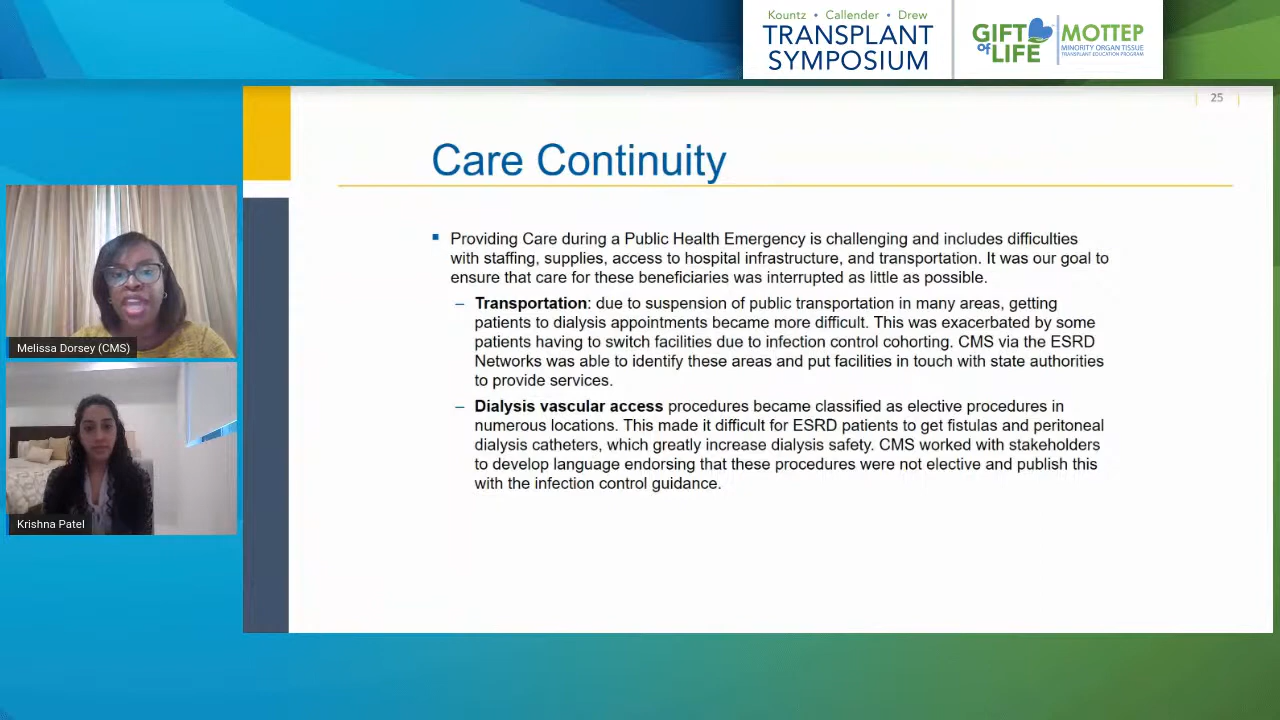 Kountz • Callender • Drew
TRANSPLANT
SYMPOSIUM
GIFT
of LIFE
MOTTEP
MINORITY ORGAN TISSUE
TRANSPLANT EDUCATION PROGRAM
25
Care Continuity
Providing Care during a Public Health Emergency is challenging and includes difficulties
with staffing, supplies, access to hospital infrastructure, and transportation. It was our goal to
ensure that care for these beneficiaries was interrupted as little as possible.
– Transportation: due to suspension of public transportation in many areas, getting
patients to dialysis appointments became more difficult. This was exacerbated by some
patients having to switch facilities due to infection control cohorting. CMS via the ESRD
Networks was able to identify these areas and put facilities in touch with state authorities
to provide services.
– Dialysis vascular access procedures became classified as elective procedures in
numerous locations. This made it difficult for ESRD patients to get fistulas and peritoneal
dialysis catheters, which greatly increase dialysis safety. CMS worked with stakeholders
to develop language endorsing that these procedures were not elective and publish this
with the infection control guidance.
Melissa Dorsey (CMS)
Krishna Patel